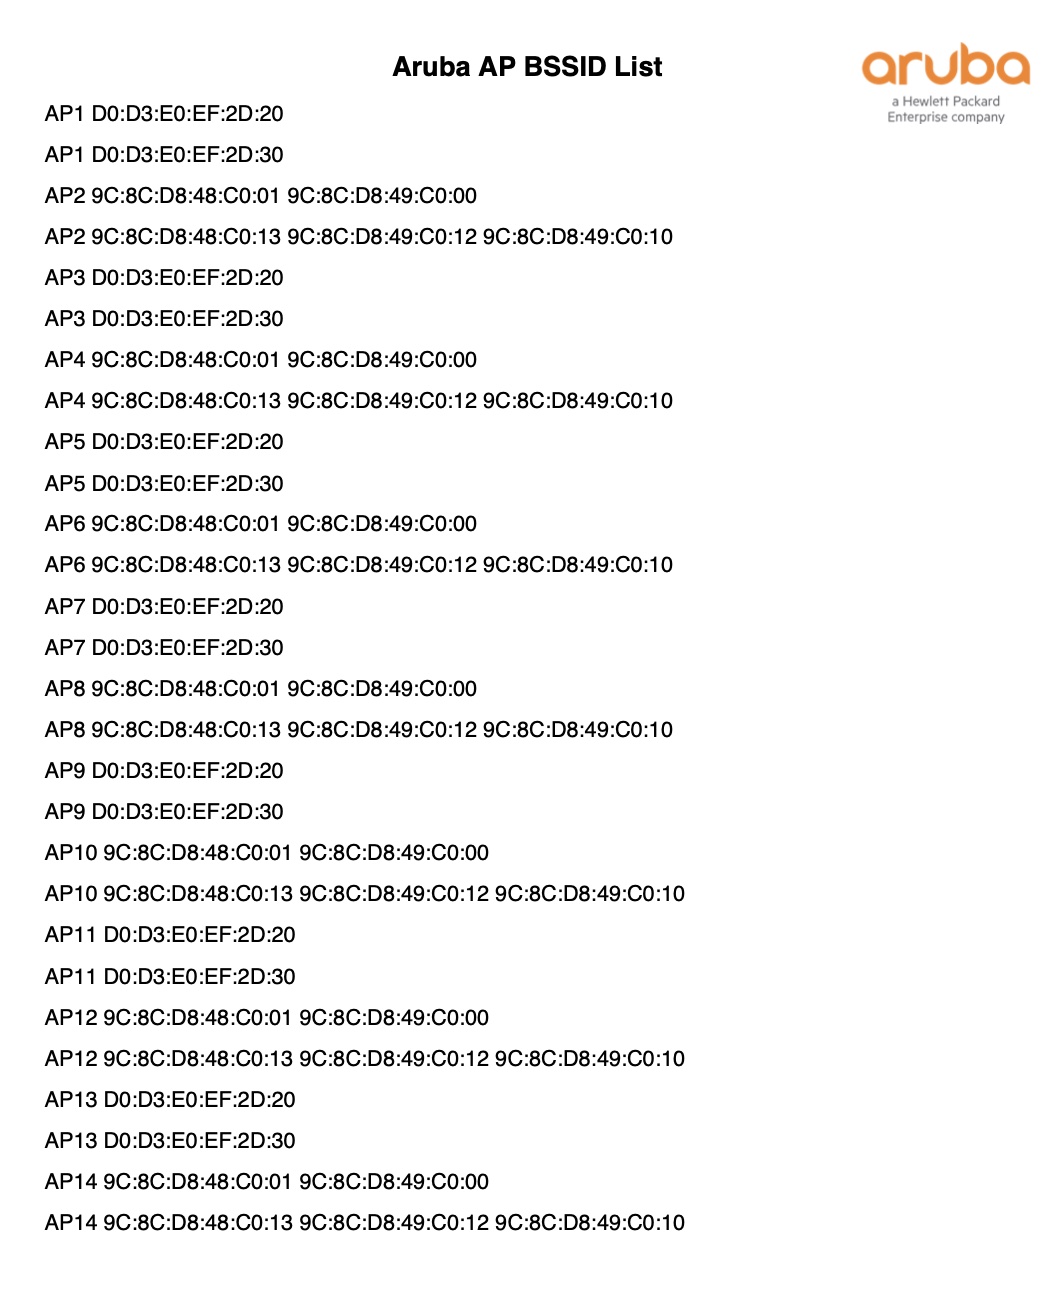 Aruba AP BSSID List
aruba
a Hewlett Packard
Enterprise company
AP1 D0:D3:E0:EF:2D:20
AP1 D0:D3:E0:EF:2D:30
AP2 9C:8C:D8:48:C0:01 9C:8C:D8:49:C0:00
AP2 9C:8C:D8:48:C0:13 9C:8C:D8:49:C0:12 9C:8C:D8:49:C0:10
AP3 D0:D3:E0:EF:2D:20
AP3 D0:D3:E0:EF:2D:30
AP4 9C:8C:D8:48:C0:01 9C:8C:D8:49:C0:00
AP4 9C:8C:D8:48:C0:13 9C:8C:D8:49:C0:12 9C:8C:D8:49:C0:10
AP5 D0:D3:E0:EF:2D:20
AP5 D0:D3:E0:EF:2D:30
AP6 9C:8C:D8:48:C0:01 9C:8C:D8:49:C0:00
AP6 9C:8C:D8:48:C0:13 9C:8C:D8:49:C0:12 9C:8C:D8:49:C0:10
AP7 D0:D3:E0:EF:2D:20
AP7 D0:D3:E0:EF:2D:30
AP8 9C:8C:D8:48:C0:01 9C:8C:D8:49:C0:00
AP8 9C:8C:D8:48:C0:13 9C:8C:D8:49:C0:12 9C:8C:D8:49:C0:10
AP9 D0:D3:E0:EF:2D:20
AP9 D0:D3:E0:EF:2D:30
AP10 9C:8C:D8:48:C0:01 9C:8C:D8:49:C0:00
AP10 9C:8C:D8:48:C0:13 9C:8C:D8:49:C0:12 9C:8C:D8:49:C0:10
AP11 D0:D3:E0:EF:2D:20
AP11 D0:D3:E0:EF:2D:30
AP12 9C:8C:D8:48:C0:01 9C:8C:D8:49:C0:00
AP12 9C:8C:D8:48:C0:13 9C:8C:D8:49:C0:12 9C:8C:D8:49:C0:10
AP13 D0:D3:E0:EF:2D:20
AP13 D0:D3:E0:EF:2D:30
AP14 9C:8C:D8:48:C0:01 9C:8C:D8:49:C0:00
AP14 9C:8C:D8:48:C0:13 9C:8C:D8:49:C0:12 9C:8C:D8:49:C0:10